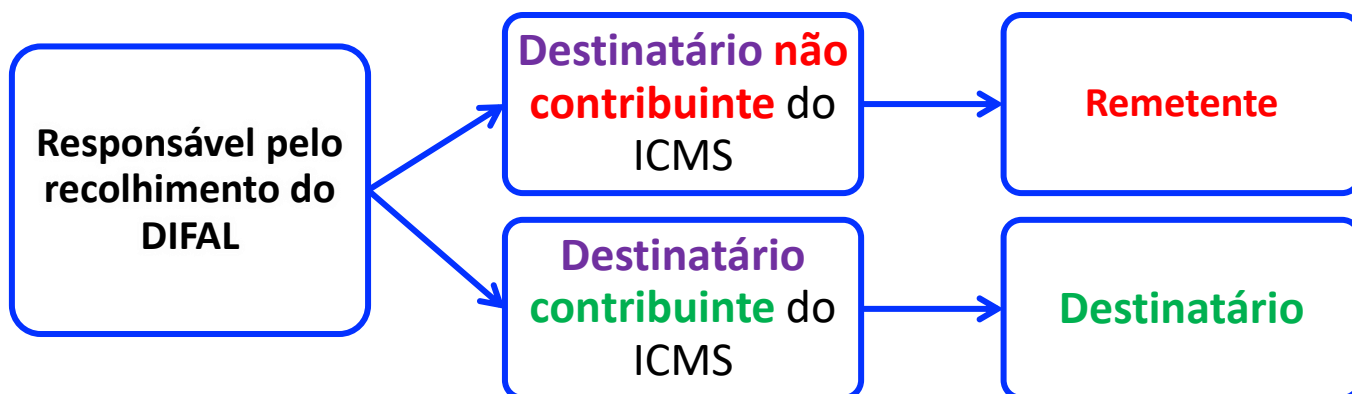 Responsável pelo
recolhimento do
DIFAL
Destinatário não
contribuinte do
ICMS
Remetente
Destinatário
contribuinte do
ICMS
Destinatário